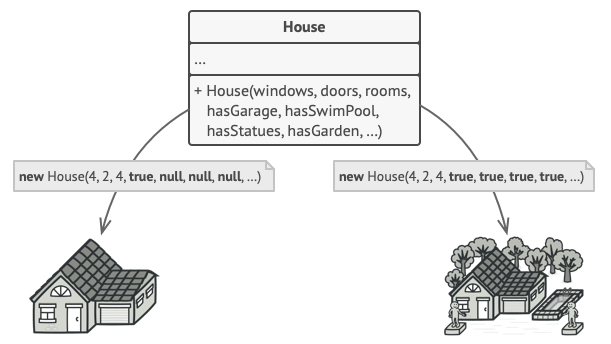 House
...
+ House(windows, doors, rooms,
hasGarage, hasSwimPool,
hasStatues, hasGarden, ...)
new House(4, 2, 4, true, null, null, null, ...)
new House(4, 2, 4, true, true, true, true, ...)